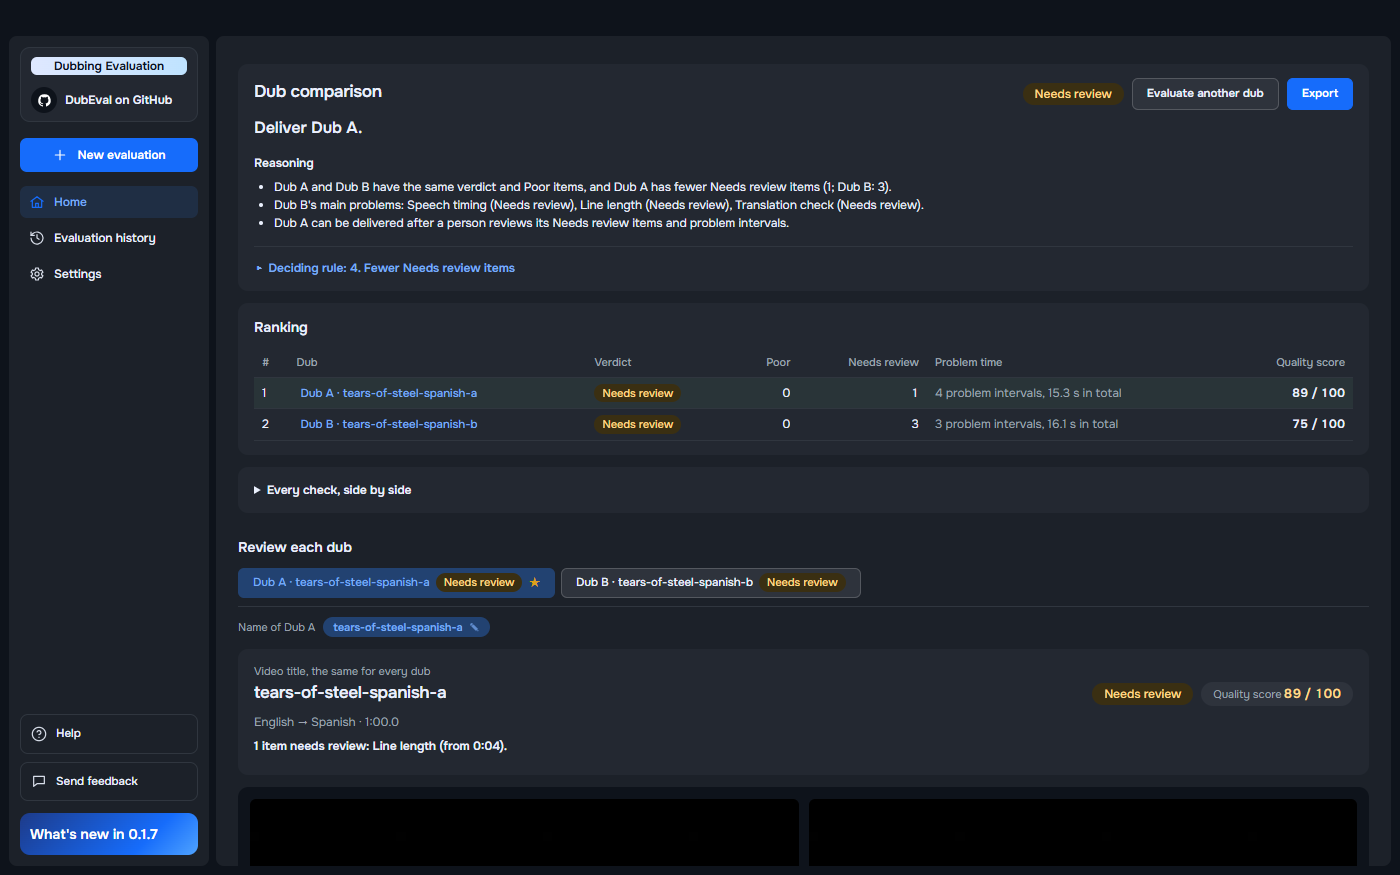 Dubbing Evaluation
DubEval on GitHub
New evaluation
Home
Evaluation history
Settings
Help
Send feedback
What's new in 0.1.7
Dub comparison
Needs review
Evaluate another dub
Export
Deliver Dub A.
Reasoning
• Dub A and Dub B have the same verdict and Poor items, and Dub A has fewer Needs review items (1; Dub B: 3).
• Dub B's main problems: Speech timing (Needs review), Line length (Needs review), Translation check (Needs review).
• Dub A can be delivered after a person reviews its Needs review items and problem intervals.
Deciding rule: 4. Fewer Needs review items
Ranking
# Dub Verdict Poor Needs review Problem time Quality score
1 Dub A · tears-of-steel-spanish-a Needs review 0 1 4 problem intervals, 15.3 s in total 89 / 100
2 Dub B · tears-of-steel-spanish-b Needs review 0 3 3 problem intervals, 16.1 s in total 75 / 100
Every check, side by side
Review each dub
Dub A · tears-of-steel-spanish-a Needs review ★
Dub B · tears-of-steel-spanish-b Needs review
Name of Dub A tears-of-steel-spanish-a
Video title, the same for every dub
tears-of-steel-spanish-a
Needs review
Quality score 89 / 100
English → Spanish · 1:00.0
1 item needs review: Line length (from 0:04).